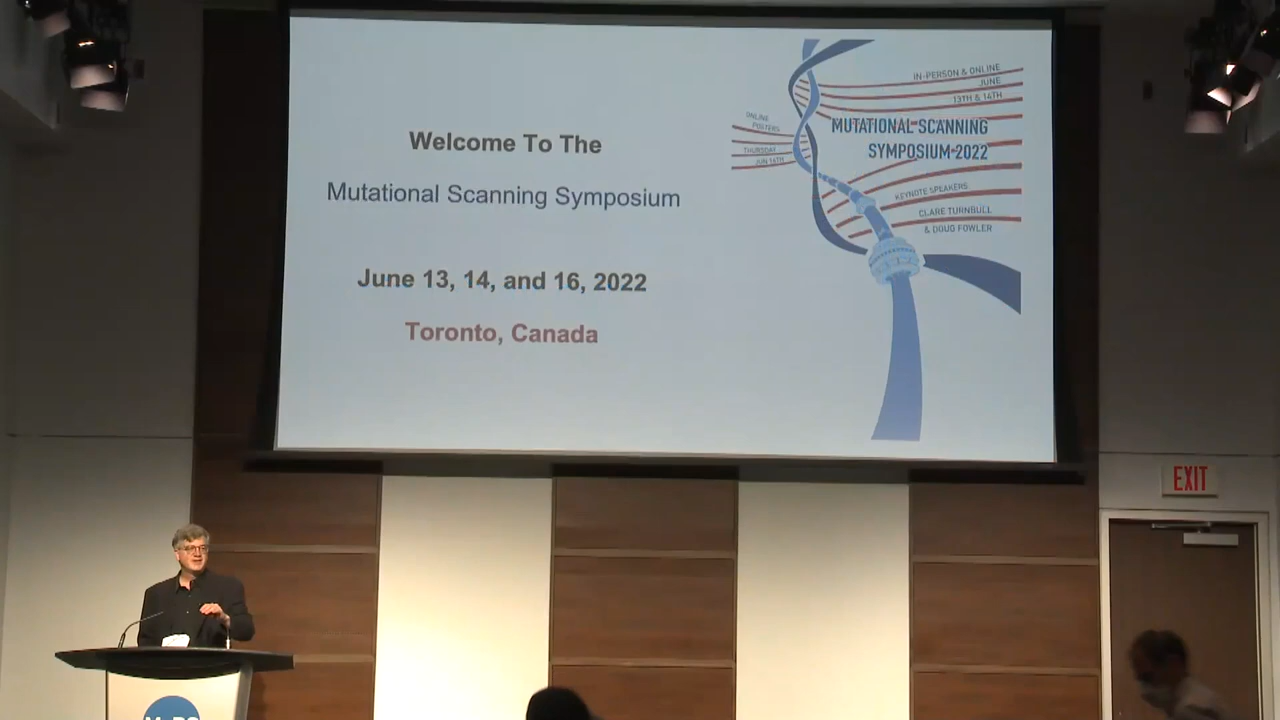 Welcome To The
Mutational Scanning Symposium
June 13, 14, and 16, 2022
Toronto, Canada
IN-PERSON & ONLINE
JUNE
13TH & 14TH
MUTATIONAL SCANNING
SYMPOSIUM 2022
ONLINE
POSTERS
THURSDAY
JUN 16TH
KEYNOTE SPEAKERS
CLARE TURNBULL
& DOUG FOWLER
EXIT